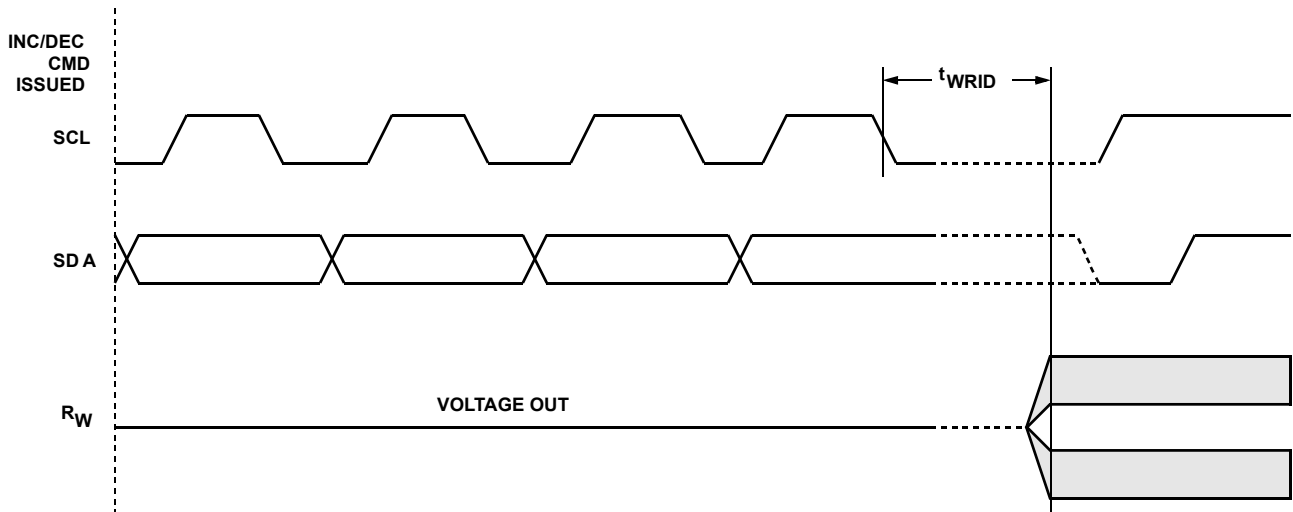 INC/DEC
CMD
ISSUED
tWRID
SCL
SD A
VOLTAGE OUT
RW